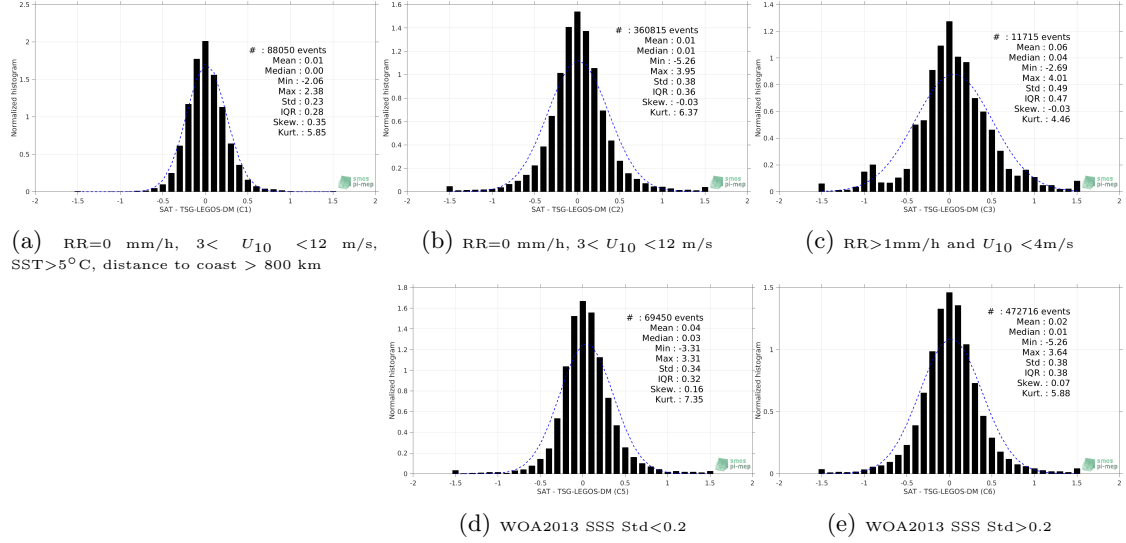 Normalized histogram
2.5
2
1.5
1
0.5
0
-2
-1.5
-1
-0.5
0
0.5
1
1.5
2
# : 88050 events
Mean : 0.01
Median : 0.00
Min : -2.06
Max : 2.38
Std : 0.23
IQR : 0.28
Skew. : 0.35
Kurt. : 5.85
smos
pi-mep
SAT - TSG-LEGOS-DM (C1)
(a) RR=0 mm/h, 3< U10 <12 m/s,
SST>5°C, distance to coast > 800 km
Normalized histogram
1.6
1.4
1.2
1
0.8
0.6
0.4
0.2
0
-2
-1.5
-1
-0.5
0
0.5
1
1.5
2
# : 360815 events
Mean : 0.01
Median : 0.01
Min : -5.26
Max : 3.95
Std : 0.38
IQR : 0.36
Skew. : -0.03
Kurt. : 6.37
smos
pi-mep
SAT - TSG-LEGOS-DM (C2)
(b) RR=0 mm/h, 3< U10 <12 m/s
Normalized histogram
1.4
1.2
1
0.8
0.6
0.4
0.2
0
-2
-1.5
-1
-0.5
0
0.5
1
1.5
2
# : 11715 events
Mean : 0.06
Median : 0.04
Min : -2.69
Max : 4.01
Std : 0.49
IQR : 0.47
Skew. : -0.03
Kurt. : 4.46
smos
pi-mep
SAT - TSG-LEGOS-DM (C3)
(c) RR>1mm/h and U10 <4m/s
Normalized histogram
1.8
1.6
1.4
1.2
1
0.8
0.6
0.4
0.2
0
-2
-1.5
-1
-0.5
0
0.5
1
1.5
2
# : 69450 events
Mean : 0.04
Median : 0.03
Min : -3.31
Max : 3.31
Std : 0.34
IQR : 0.32
Skew. : 0.16
Kurt. : 7.35
smos
pi-mep
SAT - TSG-LEGOS-DM (C5)
(d) WOA2013 SSS Std<0.2
Normalized histogram
1.5
1
0.5
0
-2
-1.5
-1
-0.5
0
0.5
1
1.5
2
# : 472716 events
Mean : 0.02
Median : 0.01
Min : -5.26
Max : 3.64
Std : 0.38
IQR : 0.38
Skew. : 0.07
Kurt. : 5.88
smos
pi-mep
SAT - TSG-LEGOS-DM (C6)
(e) WOA2013 SSS Std>0.2